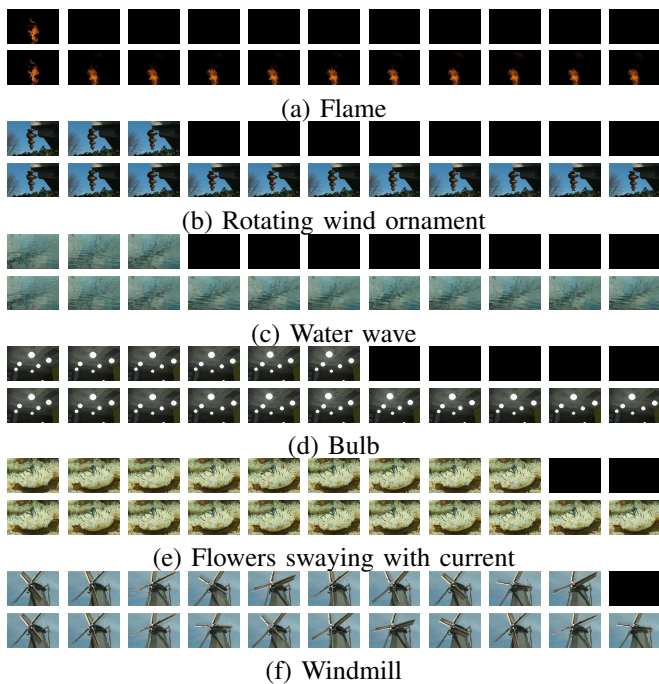 (a) Flame
(b) Rotating wind ornament
(c) Water wave
(d) Bulb
(e) Flowers swaying with current
(f) Windmill